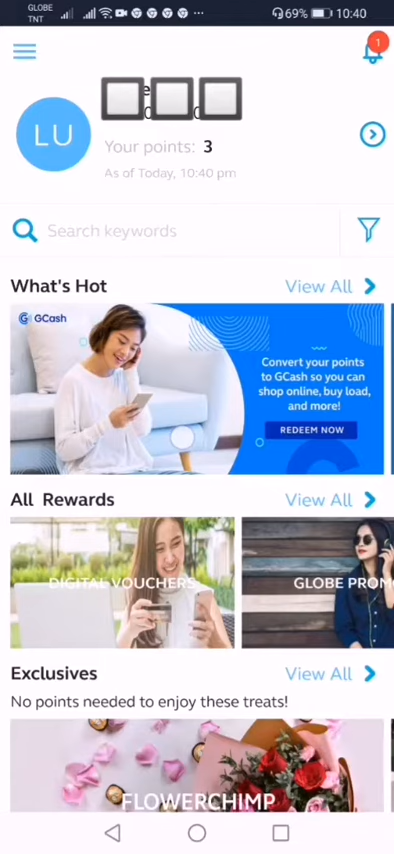 GLOBE
TNT
69% 10:40
1
LU
Your points: 3
As of Today, 10:40 pm
Search keywords
What's Hot
View All
GCash
Convert your points
to GCash so you can
shop online, buy load,
and more!
REDEEM NOW
All Rewards
View All
DIGITAL VOUCHERS
GLOBE PROM
Exclusives
View All
No points needed to enjoy these treats!
FLOWERCHIMP